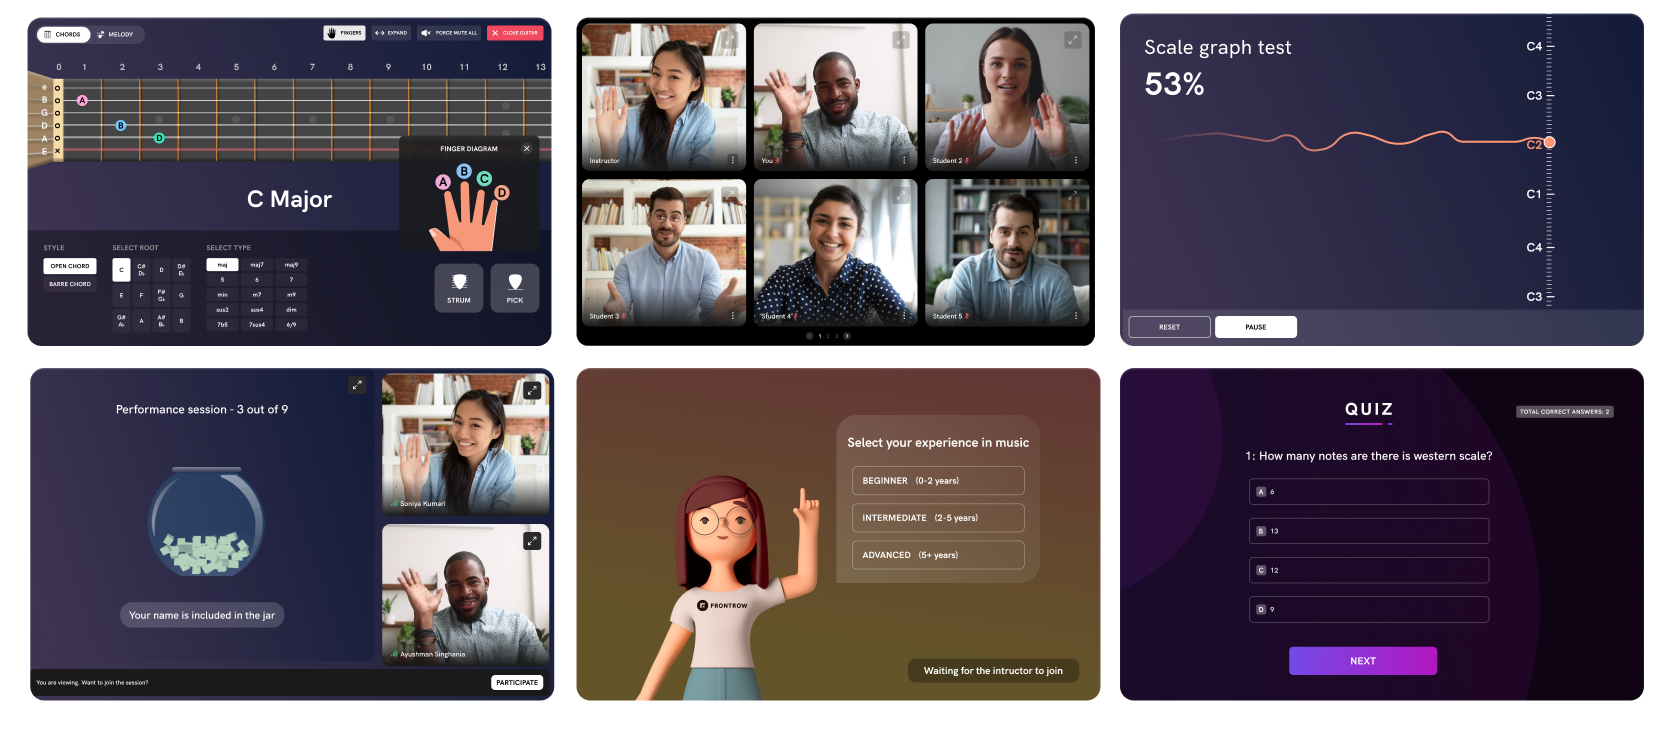 CHORDS MELODY FINGERS EXPAND FORCE MUTE ALL CLOSE GUITAR
0 1 2 3 4 5 6 7 8 9 10 11 12 13
e
B
G
D
A
E
A
B
D
FINGER DIAGRAM
A B C D
C Major
STYLE SELECT ROOT SELECT TYPE
OPEN CHORD
BARRE CHORD
C C# D♭ D D# E♭
E F F# G♭ G
G# A♭ A A# B♭ B
maj maj7 maj9
5 6 7
min m7 m9
sus2 sus4 dim
7b5 7sus4 6/9
STRUM PICK
Instructor
You
Student 2
Student 3
Student 4
Student 5
1 2 3
Scale graph test
53%
C4
C3
C2
C1
C4
C3
RESET PAUSE
Performance session - 3 out of 9
Your name is included in the jar
Soniya Kumari
Ayushman Singhania
You are viewing. Want to join the session?
PARTICIPATE
Select your experience in music
BEGINNER (0-2 years)
INTERMEDIATE (2-5 years)
ADVANCED (5+ years)
FRONTROW
Waiting for the intructor to join
QUIZ
TOTAL CORRECT ANSWERS: 2
1: How many notes are there is western scale?
A 6
B 13
C 12
D 9
NEXT